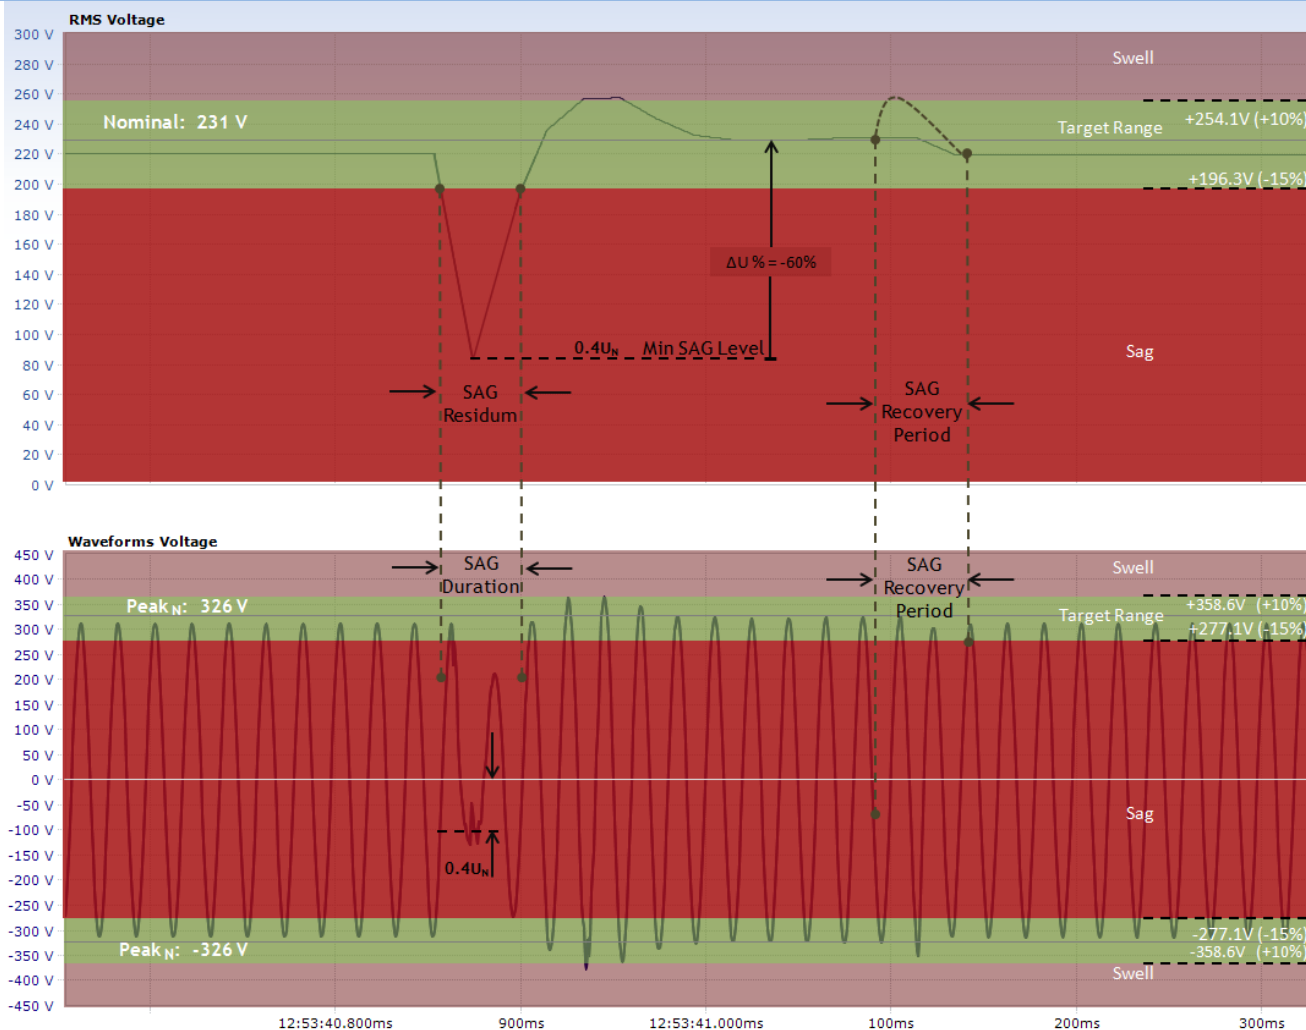 RMS Voltage
300 V
280 V
260 V
240 V
220 V
200 V
180 V
160 V
140 V
120 V
100 V
80 V
60 V
40 V
20 V
0 V
Swell
Nominal: 231 V
Target Range
+254.1V (+10%)
+196.3V (-15%)
ΔU % = -60%
0.4UN Min SAG Level
Sag
SAG
Residum
SAG
Recovery
Period
Waveforms Voltage
450 V
400 V
350 V
300 V
250 V
200 V
150 V
100 V
50 V
0 V
-50 V
-100 V
-150 V
-200 V
-250 V
-300 V
-350 V
-400 V
-450 V
SAG
Duration
SAG
Recovery
Period
Swell
Peak N: 326 V
Target Range
+358.6V (+10%)
+277.1V (-15%)
Sag
0.4UN
Peak N: -326 V
-277.1V (-15%)
-358.6V (+10%)
Swell
12:53:40.800ms
900ms
12:53:41.000ms
100ms
200ms
300ms